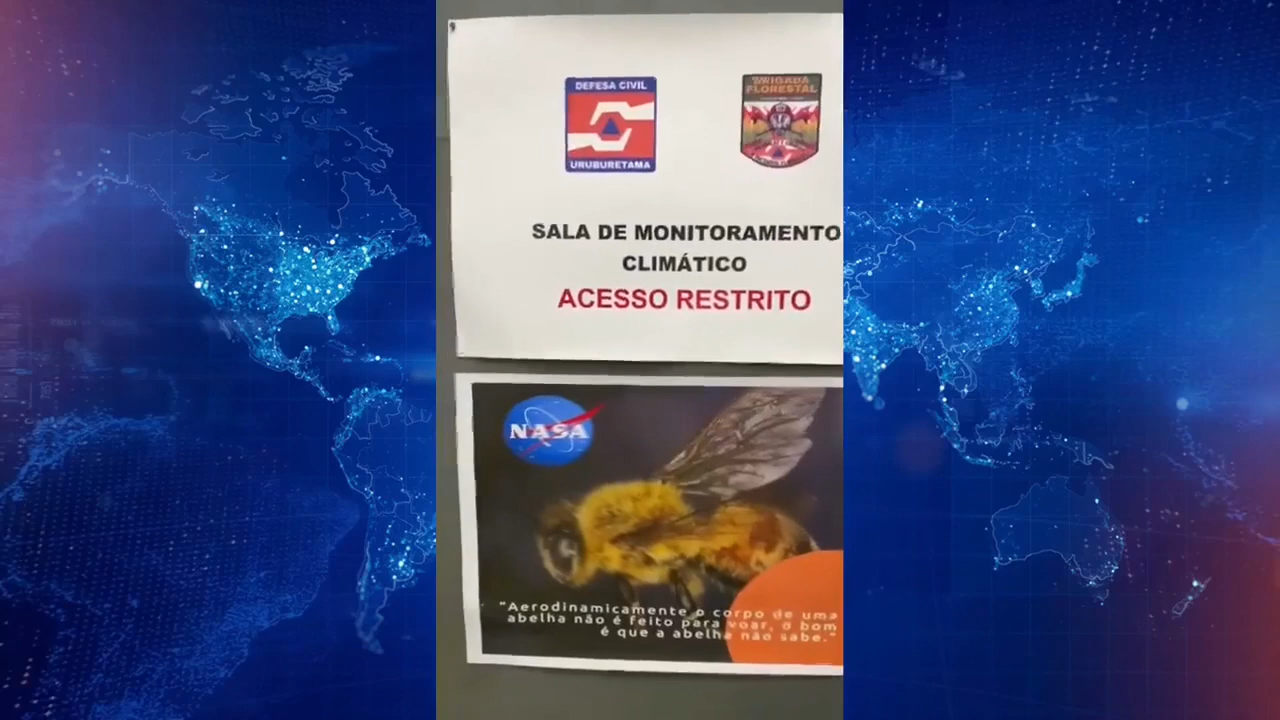 DEFESA CIVIL
URUBURETAMA
BRIGADA
FLORESTAL
SALA DE MONITORAMENTO
CLIMÁTICO
ACESSO RESTRITO
NASA
"Aerodinamicamente o corpo de uma
abelha não é feito para voar, o bom
é que a abelha não sabe."